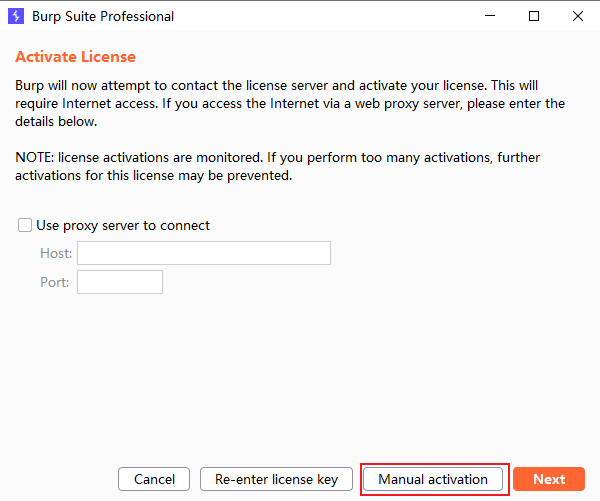 Burp Suite Professional
Activate License
Burp will now attempt to contact the license server and activate your license. This will
require Internet access. If you access the Internet via a web proxy server, please enter the
details below.
NOTE: license activations are monitored. If you perform too many activations, further
activations for this license may be prevented.
Use proxy server to connect
Host:
Port:
Cancel
Re-enter license key
Manual activation
Next